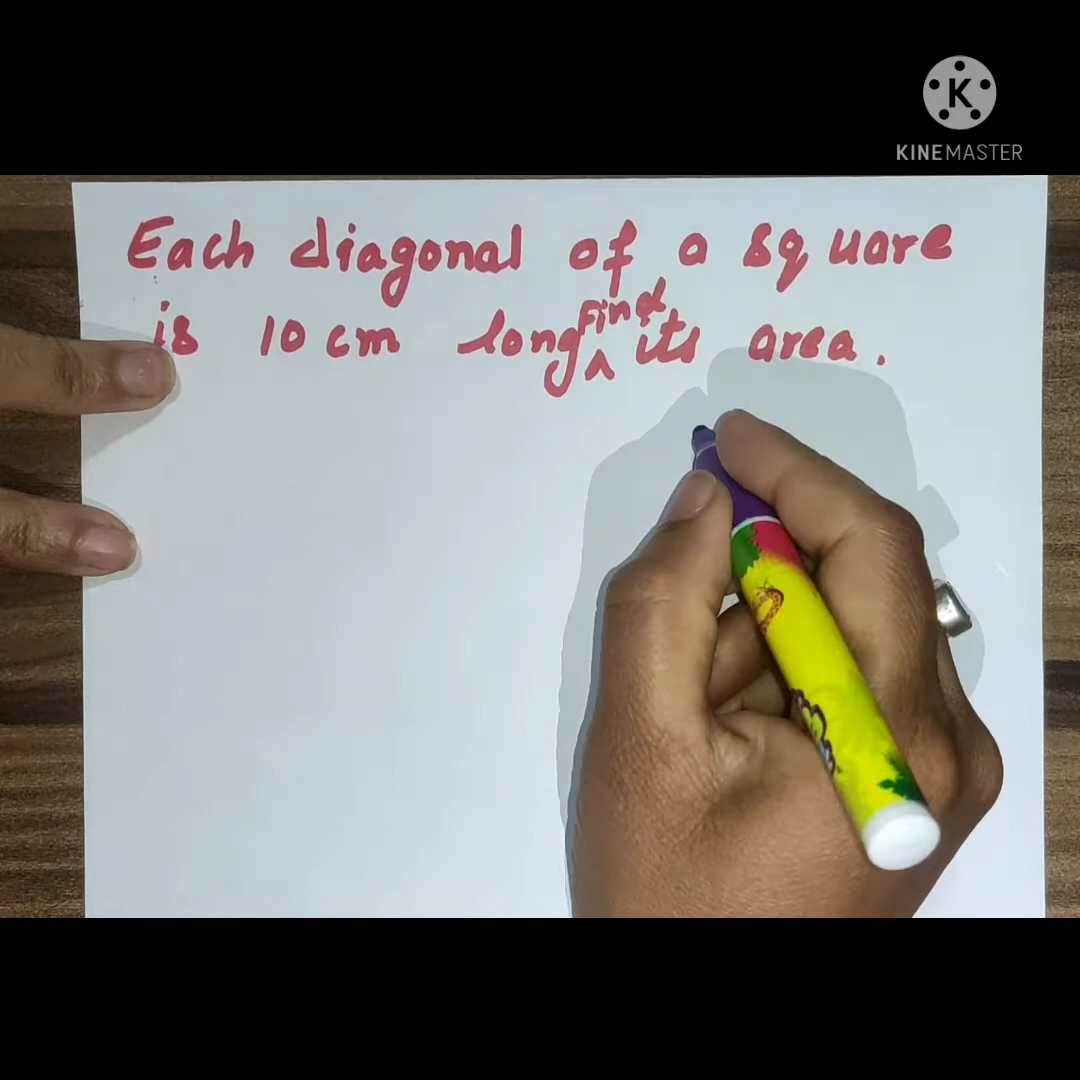 K
KINEMASTER
Each diagonal of a square
is 10 cm long Find its area.